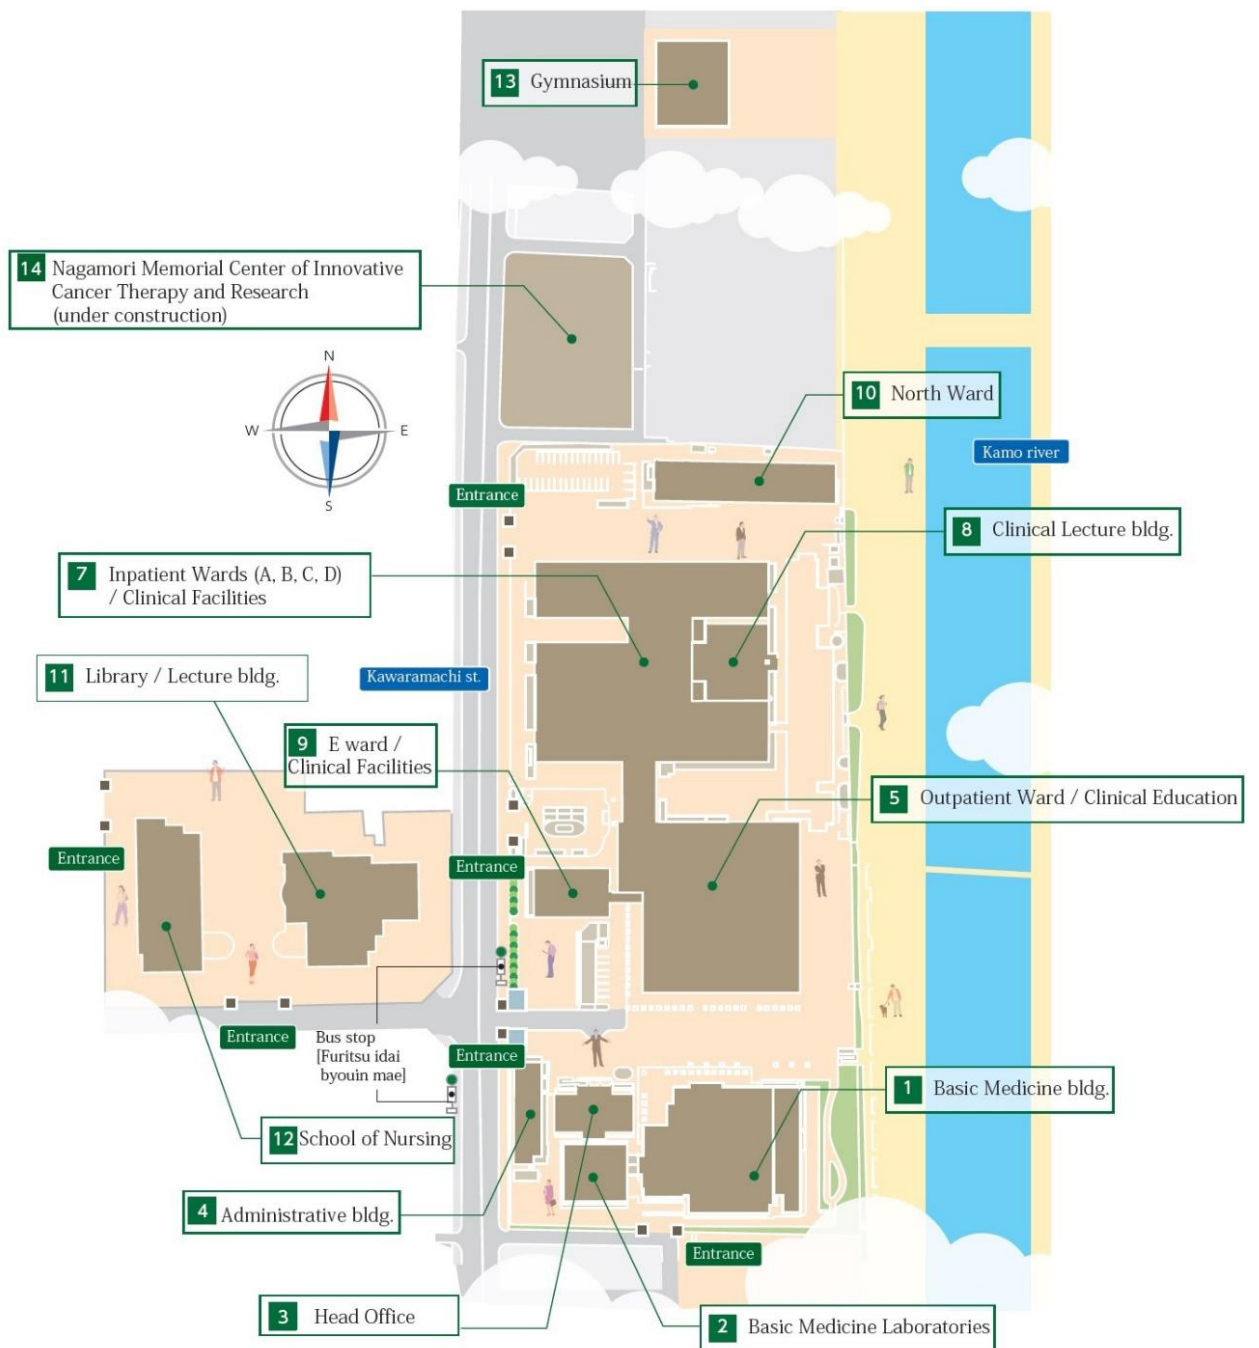 13 Gymnasium
14 Nagamori Memorial Center of Innovative
Cancer Therapy and Research
(under construction)
N
W
E
S
10 North Ward
Kamo river
Entrance
8 Clinical Lecture bldg.
7 Inpatient Wards (A, B, C, D)
/ Clinical Facilities
11 Library / Lecture bldg.
Kawaramachi st.
9 E ward /
Clinical Facilities
5 Outpatient Ward / Clinical Education
Entrance
Entrance
Entrance
Bus stop
[Furitsu idai
byouin mae]
Entrance
1 Basic Medicine bldg.
12 School of Nursing
4 Administrative bldg.
Entrance
3 Head Office
2 Basic Medicine Laboratories